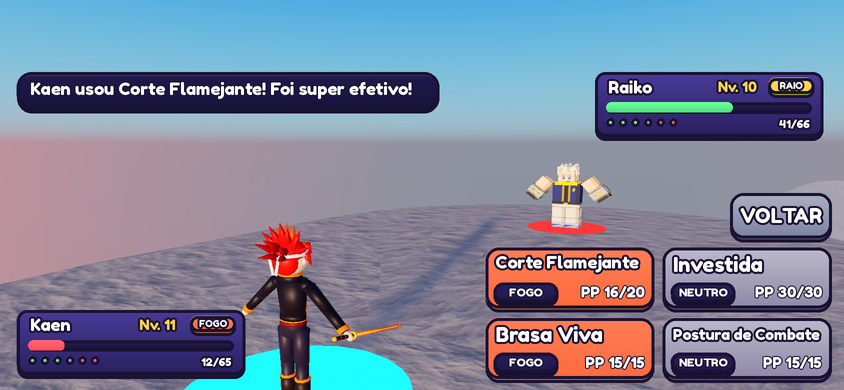 Kaen usou Corte Flamejante! Foi super efetivo!
Raiko Nv. 10 RAIO
41/66
VOLTAR
Corte Flamejante
FOGO PP 16/20
Investida
NEUTRO PP 30/30
Kaen Nv. 11 FOGO
12/65
Brasa Viva
FOGO PP 15/15
Postura de Combate
NEUTRO PP 15/15